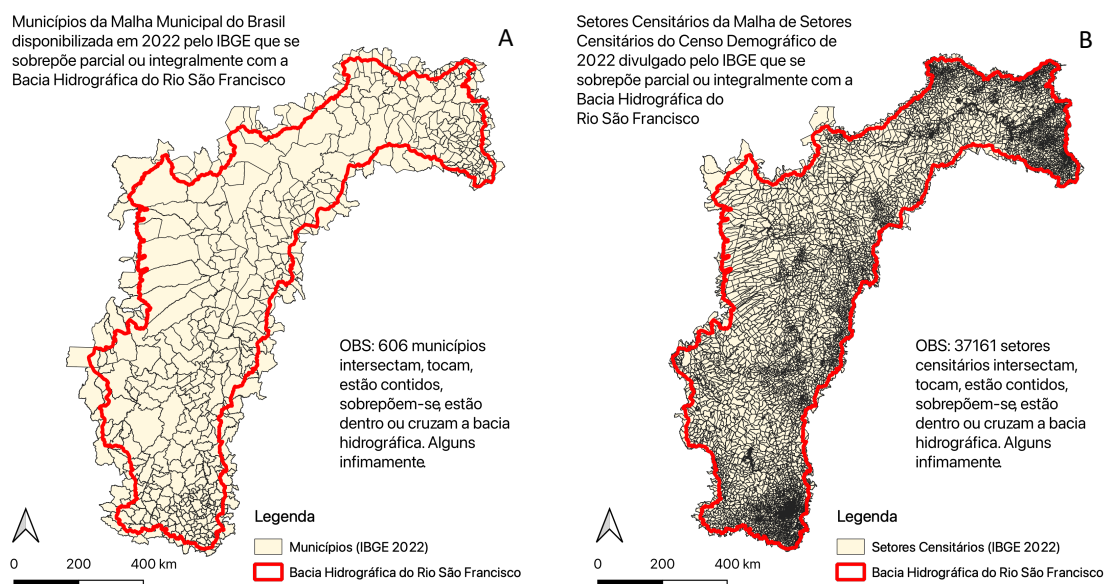 Municípios da Malha Municipal do Brasil
disponibilizada em 2022 pelo IBGE que se
sobrepõe parcial ou integralmente com a
Bacia Hidrográfica do Rio São Francisco
A
OBS: 606 municípios
intersectam, tocam,
estão contidos,
sobrepõem-se, estão
dentro ou cruzam a bacia
hidrográfica. Alguns
infimamente.
Legenda
Municípios (IBGE 2022)
Bacia Hidrográfica do Rio São Francisco
0 200 400 km
Setores Censitários da Malha de Setores
Censitários do Censo Demográfico de
2022 divulgado pelo IBGE que se
sobrepõe parcial ou integralmente com a
Bacia Hidrográfica do
Rio São Francisco
B
OBS: 37161 setores
censitários intersectam,
tocam, estão contidos,
sobrepõem-se, estão
dentro ou cruzam a bacia
hidrográfica. Alguns
infimamente.
Legenda
Setores Censitários (IBGE 2022)
Bacia Hidrográfica do Rio São Francisco
0 200 400 km